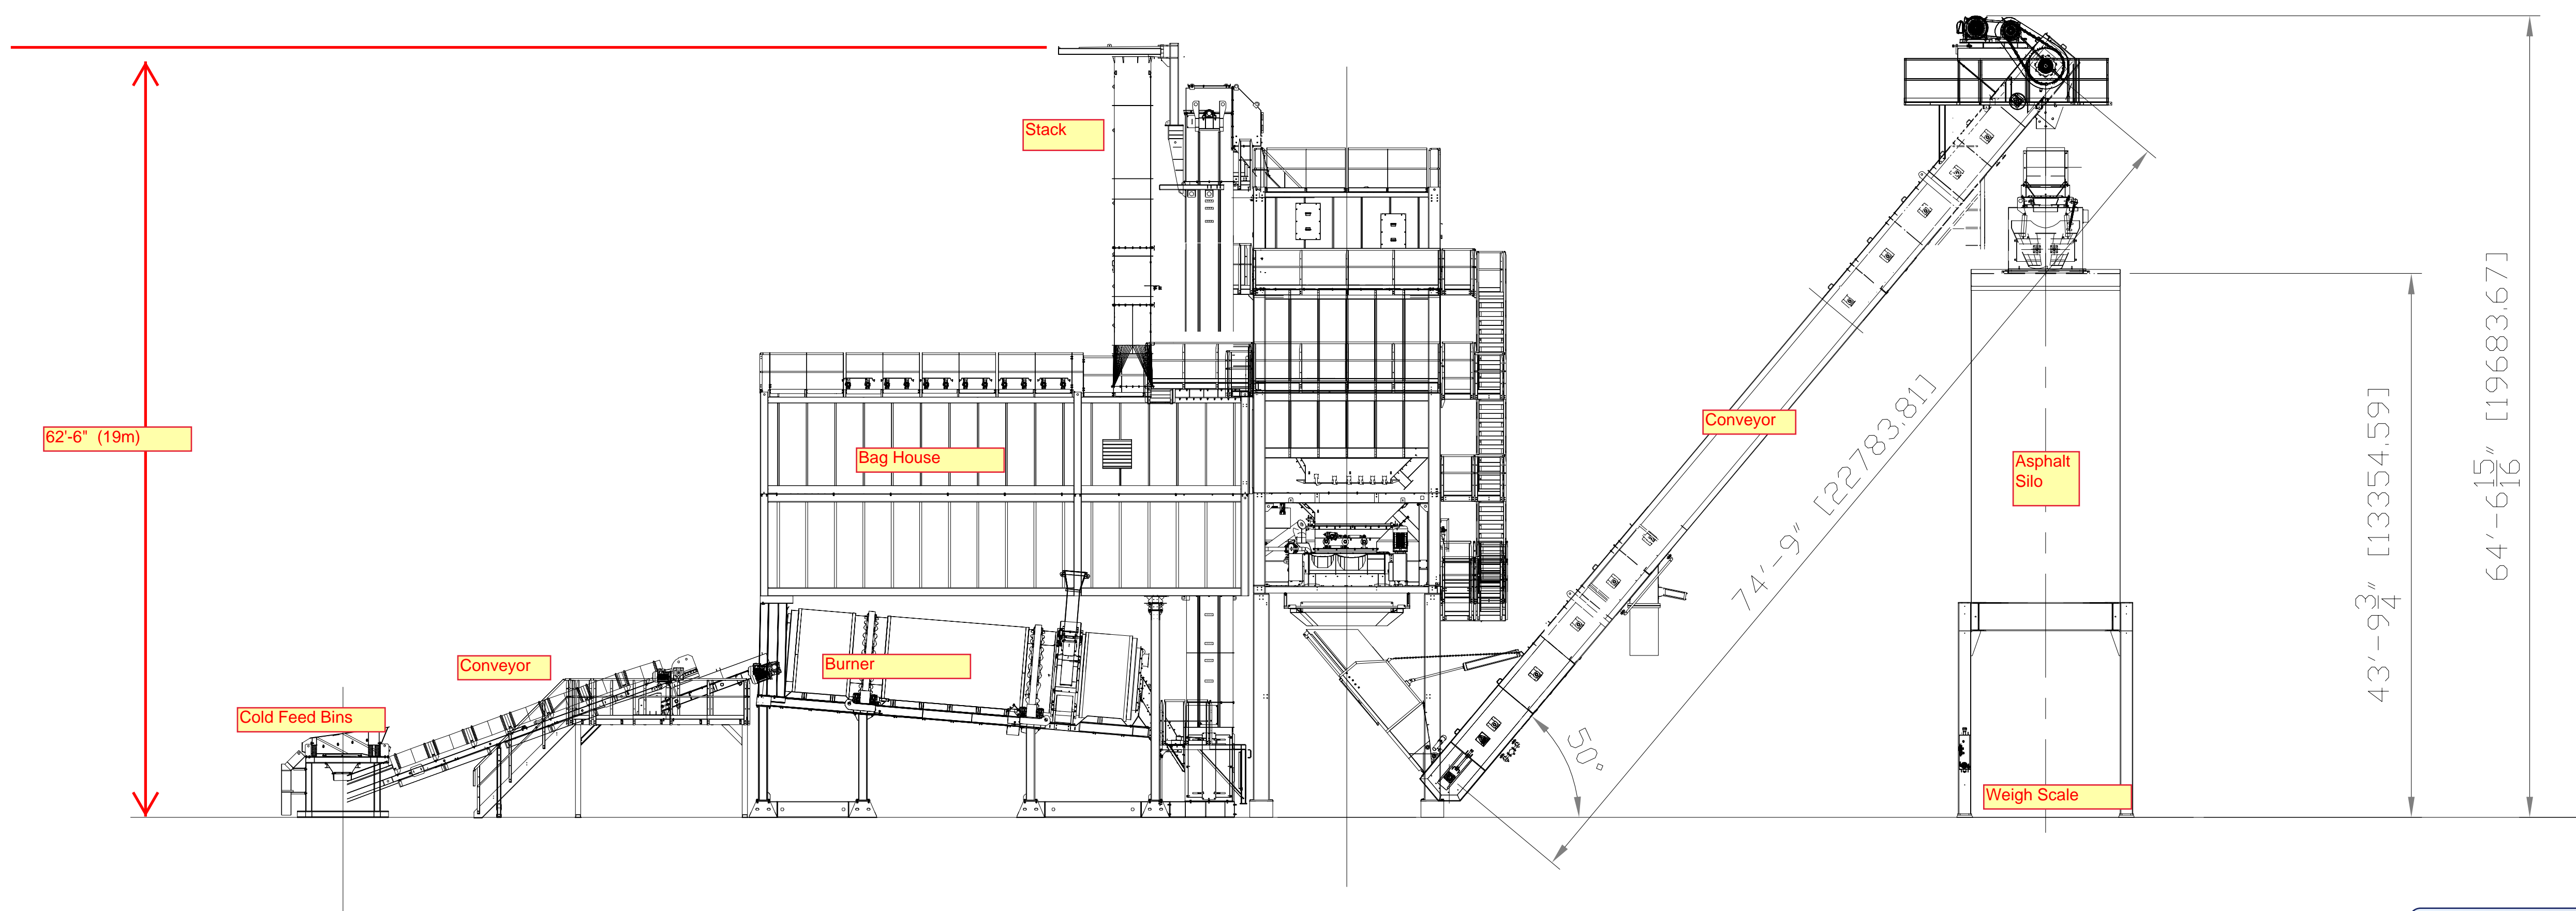 Stack
62'-6" (19m)
Bag House
Conveyor
Cold Feed Bins
Burner
Conveyor
74'-9" [22783.81]
50°
Asphalt
Silo
Weigh Scale
43'-9 3/4" [13354.59]
64'-6 15/16" [19683.67]